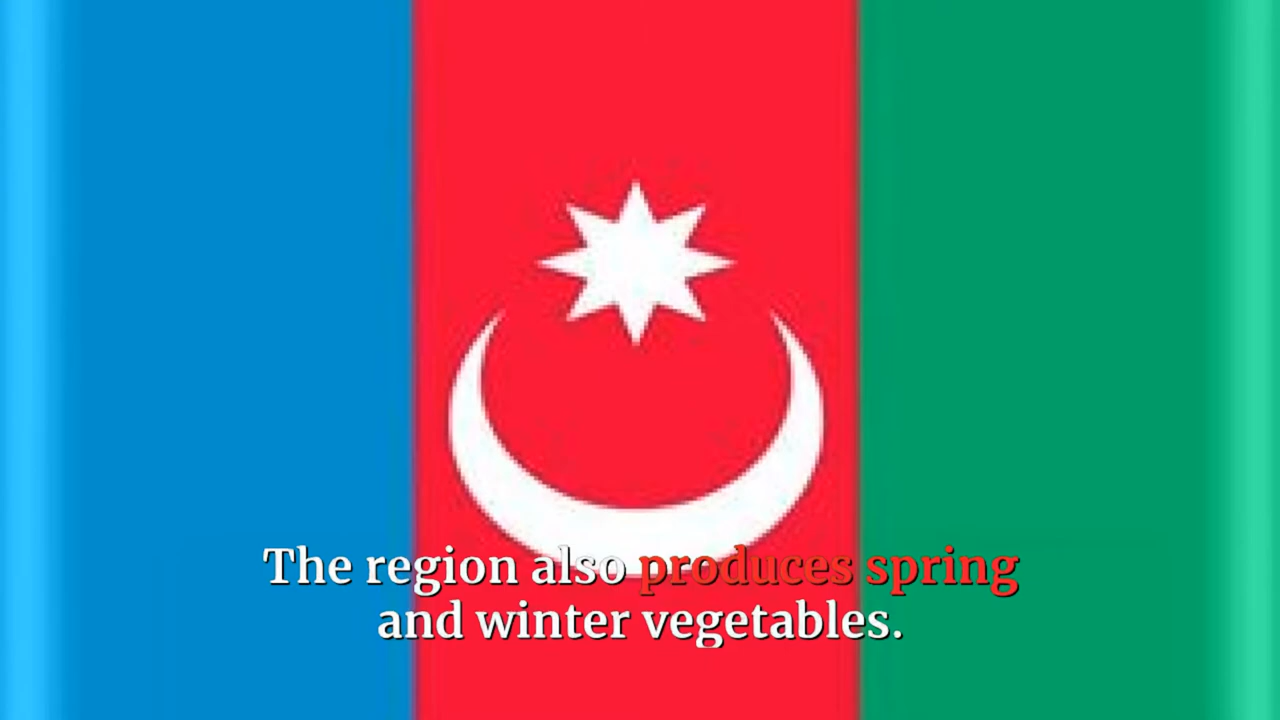 The region also produces spring
and winter vegetables.